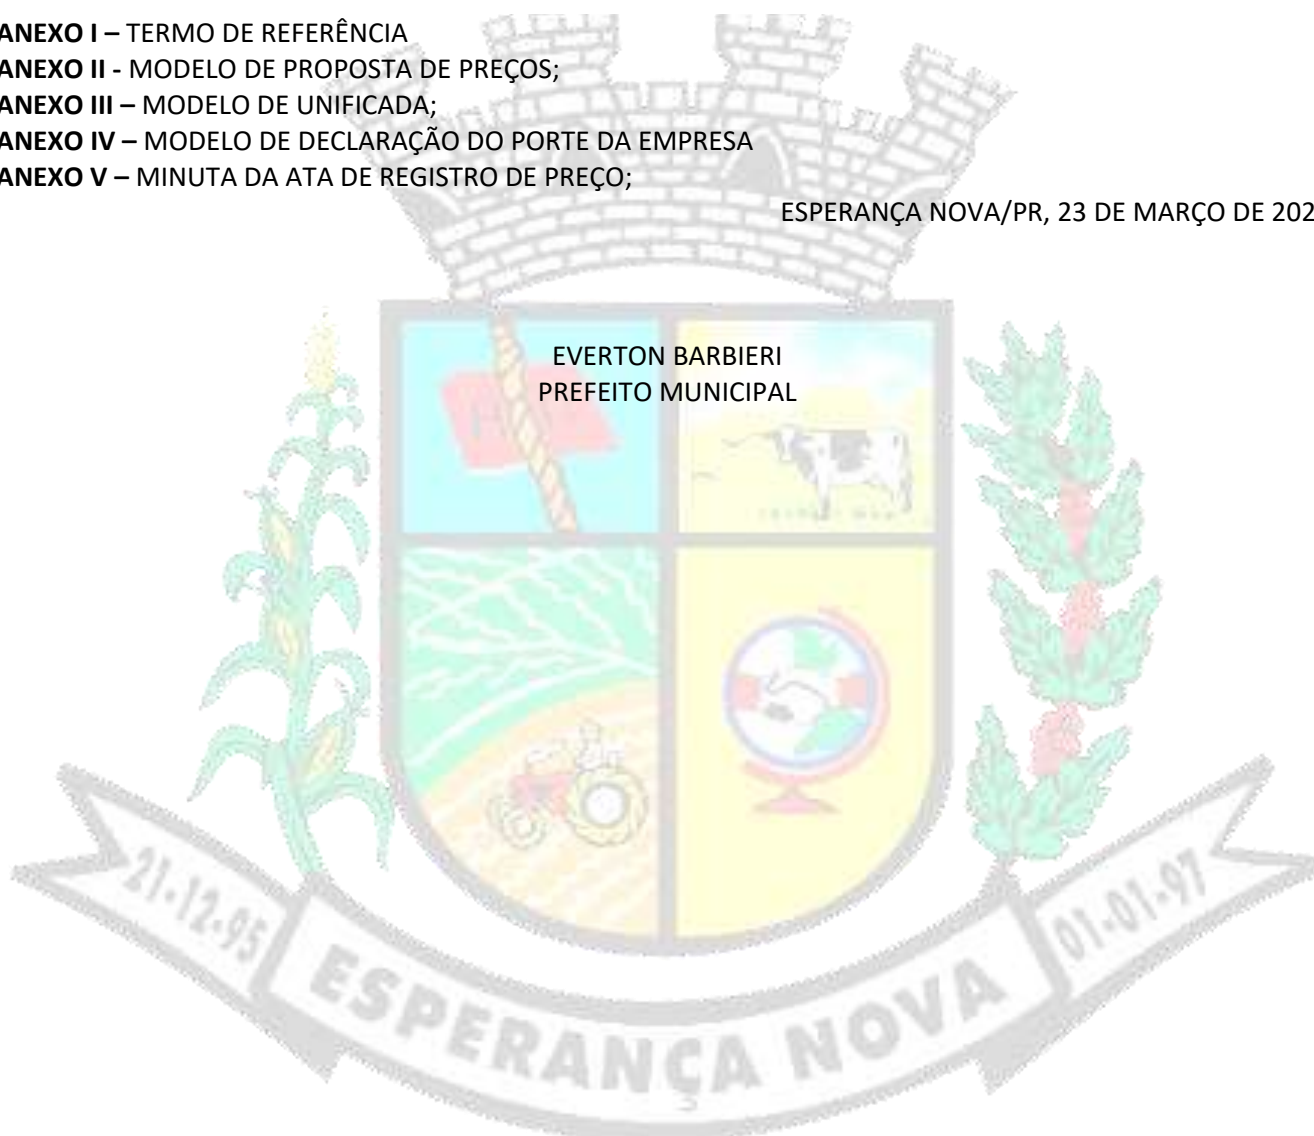 ANEXO I – TERMO DE REFERÊNCIA
ANEXO II - MODELO DE PROPOSTA DE PREÇOS;
ANEXO III – MODELO DE UNIFICADA;
ANEXO IV – MODELO DE DECLARAÇÃO DO PORTE DA EMPRESA
ANEXO V – MINUTA DA ATA DE REGISTRO DE PREÇO;
ESPERANÇA NOVA/PR, 23 DE MARÇO DE 202
EVERTON BARBIERI
PREFEITO MUNICIPAL
21-12-95
ESPERANÇA NOVA
01-01-97